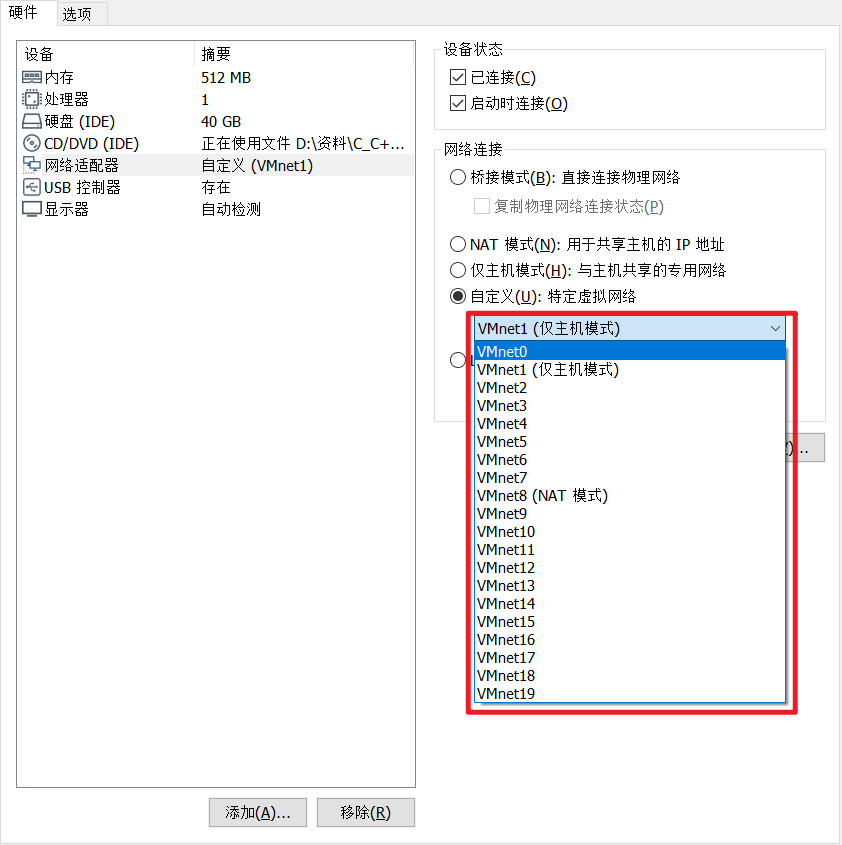 硬件 选项
设备 摘要
内存 512 MB
处理器 1
硬盘 (IDE) 40 GB
CD/DVD (IDE) 正在使用文件 D:\资料\C_C+...
网络适配器 自定义 (VMnet1)
USB 控制器 存在
显示器 自动检测
添加(A)... 移除(R)
设备状态
已连接(C)
启动时连接(O)
网络连接
桥接模式(B): 直接连接物理网络
复制物理网络连接状态(P)
NAT 模式(N): 用于共享主机的 IP 地址
仅主机模式(H): 与主机共享的专用网络
自定义(U): 特定虚拟网络
VMnet1 (仅主机模式)
VMnet0
VMnet1 (仅主机模式)
VMnet2
VMnet3
VMnet4
VMnet5
VMnet6
VMnet7
VMnet8 (NAT 模式)
VMnet9
VMnet10
VMnet11
VMnet12
VMnet13
VMnet14
VMnet15
VMnet16
VMnet17
VMnet18
VMnet19